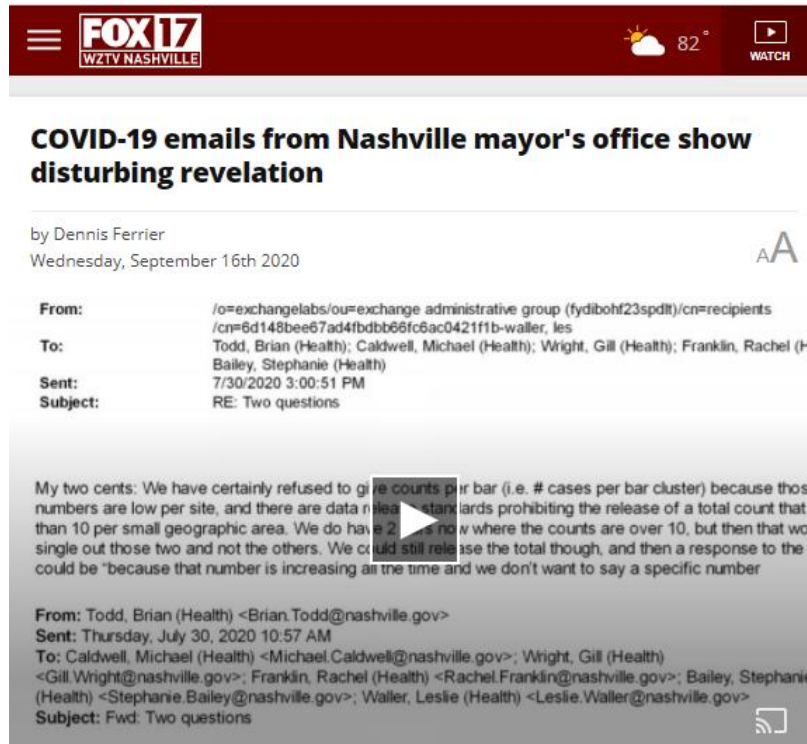 FOX 17
WZTV NASHVILLE
82°
WATCH
COVID-19 emails from Nashville mayor's office show
disturbing revelation
by Dennis Ferrier
Wednesday, September 16th 2020
AA
From: /o=exchangelabs/ou=exchange administrative group (fydibohf23spdlt)/cn=recipients
/cn=6d148bee67ad4fbdbb66fc6ac0421f1b-waller, les
To: Todd, Brian (Health); Caldwell, Michael (Health); Wright, Gill (Health); Franklin, Rachel (H
Bailey, Stephanie (Health)
Sent: 7/30/2020 3:00:51 PM
Subject: RE: Two questions
My two cents: We have certainly refused to give counts per bar (i.e. # cases per bar cluster) because thos
numbers are low per site, and there are data release standards prohibiting the release of a total count that
than 10 per small geographic area. We do have 2 now where the counts are over 10, but then that wo
single out those two and not the others. We could still release the total though, and then a response to the
could be "because that number is increasing all the time and we don't want to say a specific number
From: Todd, Brian (Health) <Brian.Todd@nashville.gov>
Sent: Thursday, July 30, 2020 10:57 AM
To: Caldwell, Michael (Health) <Michael.Caldwell@nashville.gov>; Wright, Gill (Health)
<Gill.Wright@nashville.gov>; Franklin, Rachel (Health) <Rachel.Franklin@nashville.gov>; Bailey, Stephanie
(Health) <Stephanie.Bailey@nashville.gov>; Waller, Leslie (Health) <Leslie.Waller@nashville.gov>
Subject: Fwd: Two questions